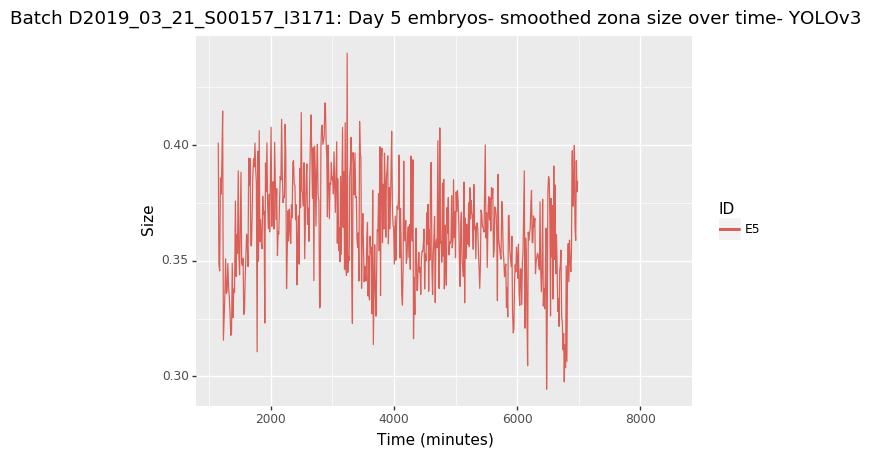 Batch D2019_03_21_S00157_I3171: Day 5 embryos- smoothed zona size over time- YOLOv3
0.40
0.35
0.30
Size
2000 4000 6000 8000
Time (minutes)
ID
E5